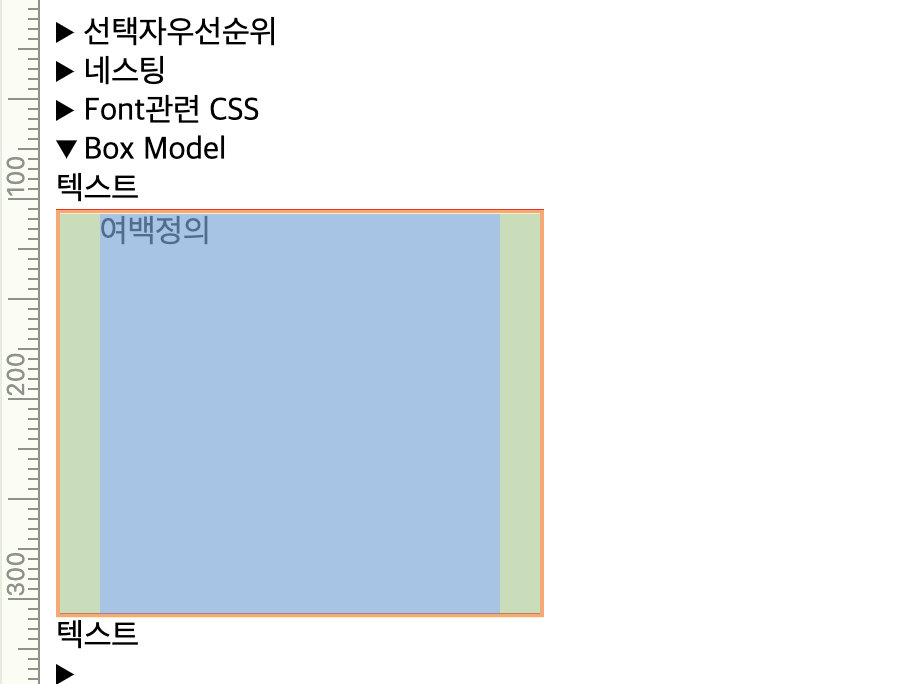 ▶ 선택자우선순위
▶ 네스팅
▶ Font관련 CSS
▼ Box Model
텍스트
여백정의
텍스트
▶
100
200
300